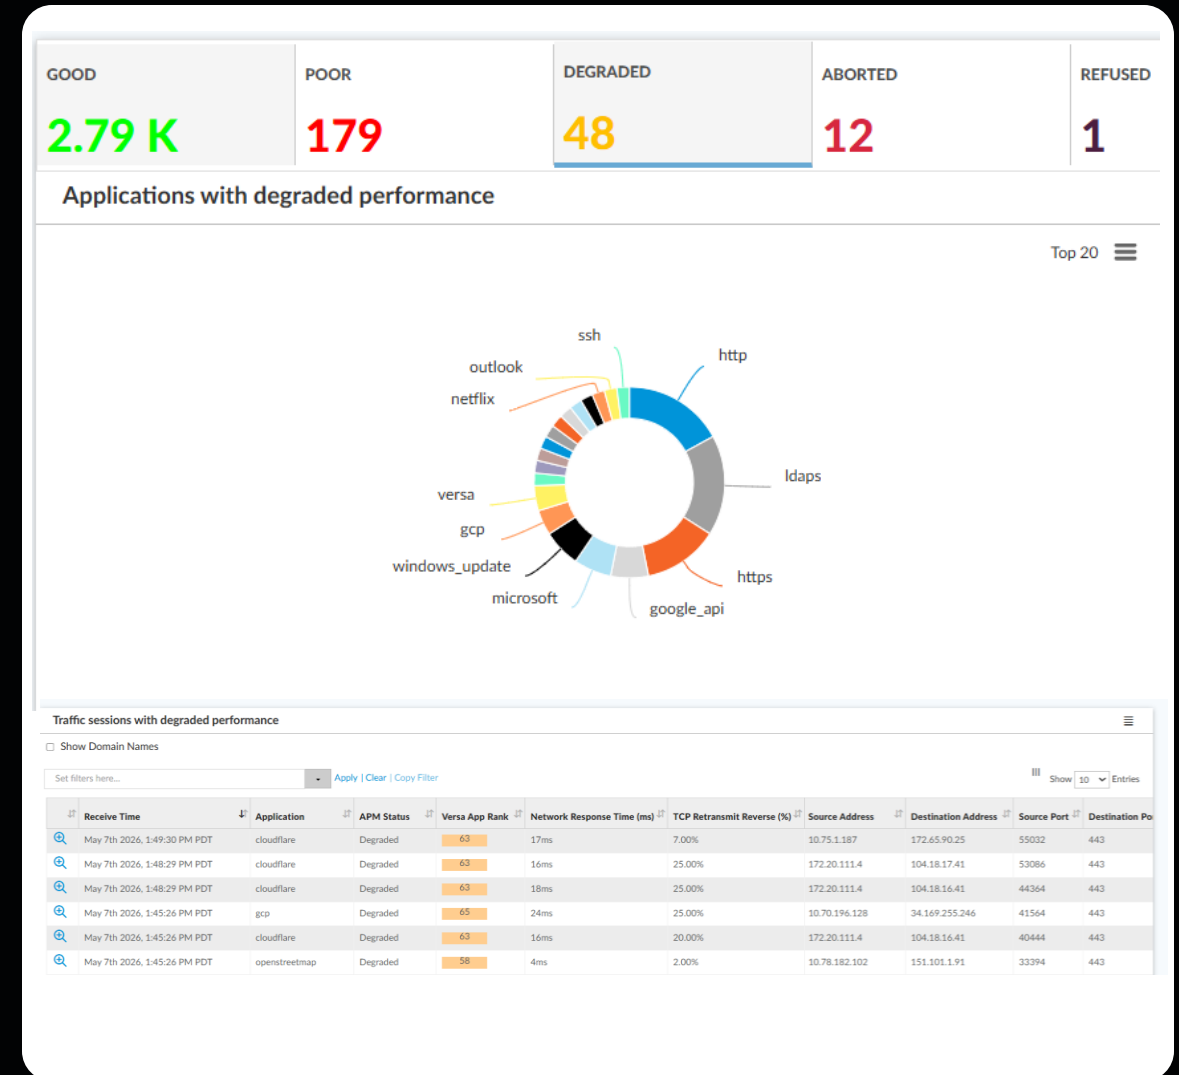 GOOD POOR DEGRADED ABORTED REFUSED
2.79 K 179 48 12 1
Applications with degraded performance
Top 20
ssh
http
outlook
netflix
ldaps
versa
gcp
windows_update
https
microsoft
google_api
Traffic sessions with degraded performance
Show Domain Names
Set filters here... Apply | Clear | Copy Filter Show 10 Entries
Receive Time Application APM Status Versa App Rank Network Response Time (ms) TCP Retransmit Reverse (%) Source Address Destination Address Source Port Destination Po
May 7th 2026, 1:49:30 PM PDT cloudflare Degraded 63 17ms 7.00% 10.75.1.187 172.65.90.25 55032 443
May 7th 2026, 1:48:29 PM PDT cloudflare Degraded 63 16ms 25.00% 172.20.111.4 104.18.17.41 53086 443
May 7th 2026, 1:48:29 PM PDT cloudflare Degraded 63 18ms 25.00% 172.20.111.4 104.18.16.41 44364 443
May 7th 2026, 1:45:26 PM PDT gcp Degraded 65 24ms 25.00% 10.70.196.128 34.169.255.246 41564 443
May 7th 2026, 1:45:26 PM PDT cloudflare Degraded 63 16ms 20.00% 172.20.111.4 104.18.16.41 40444 443
May 7th 2026, 1:45:26 PM PDT openstreetmap Degraded 58 4ms 2.00% 10.78.182.102 151.101.1.91 33394 443